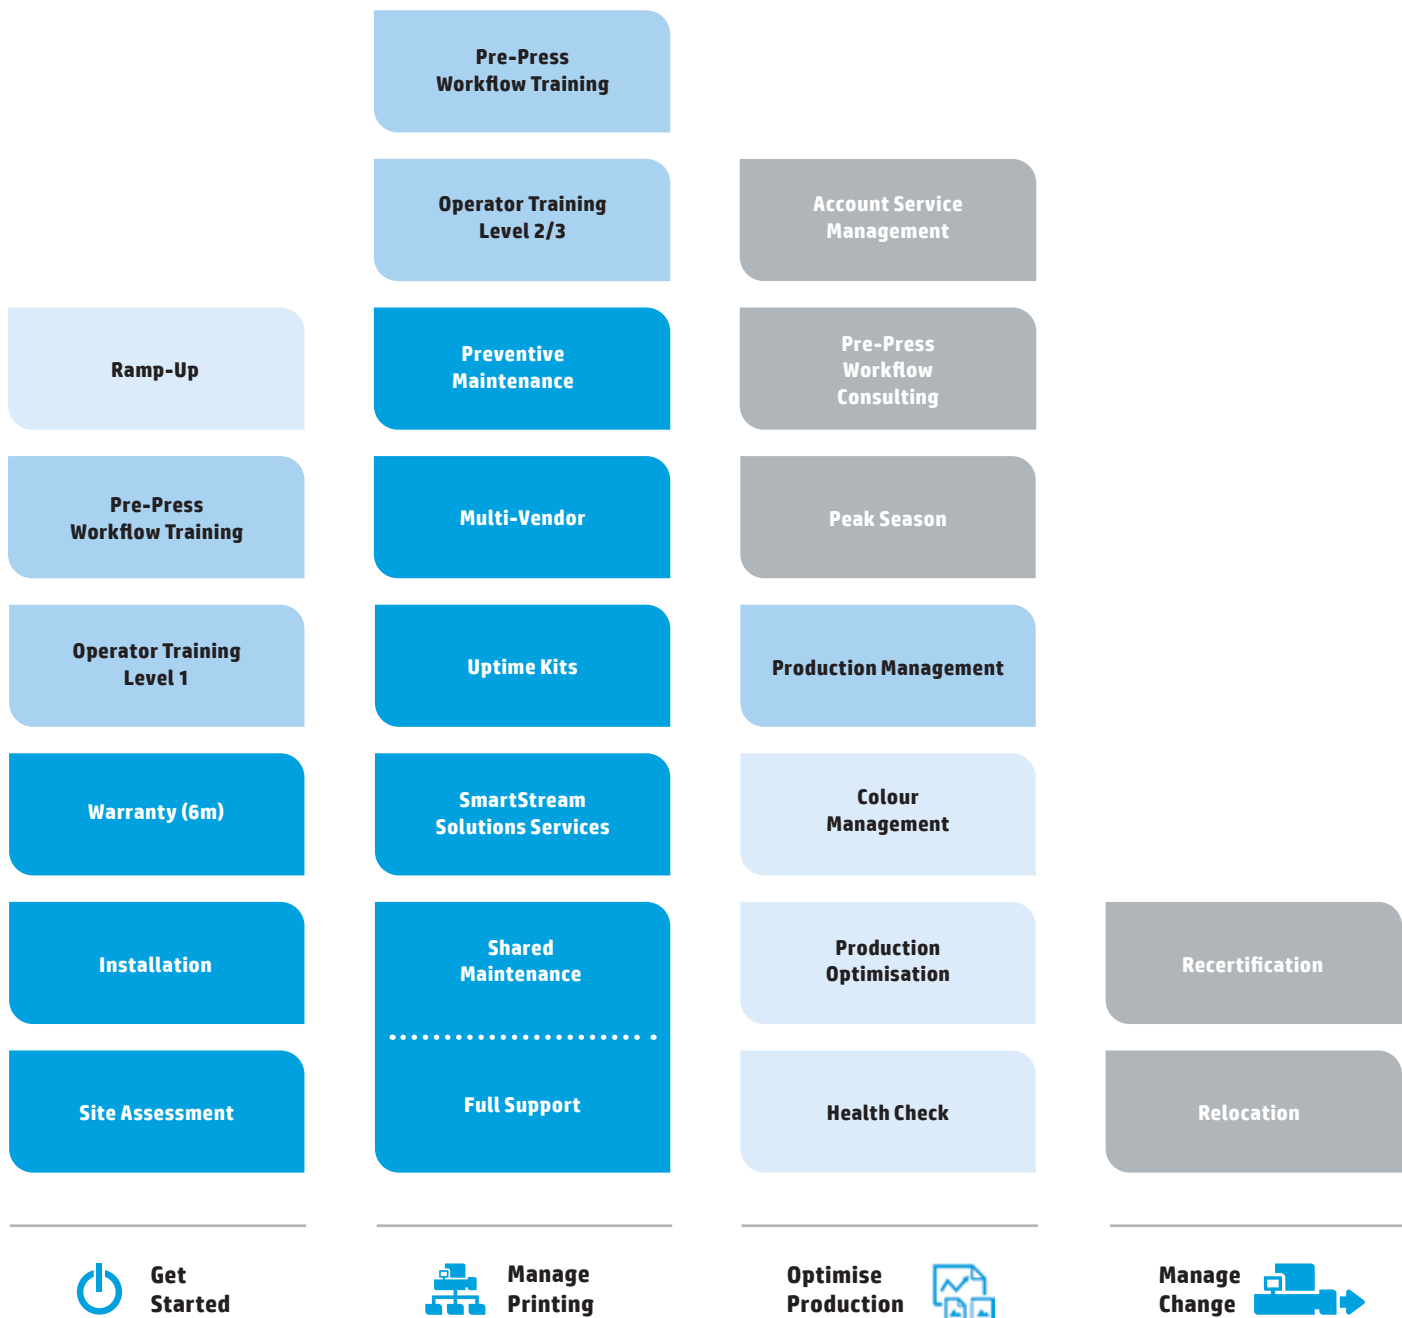 Pre-Press
Workflow Training
Operator Training
Level 2/3
Account Service
Management
Ramp-Up
Preventive
Maintenance
Pre-Press
Workflow
Consulting
Pre-Press
Workflow Training
Multi-Vendor
Peak Season
Operator Training
Level 1
Uptime Kits
Production Management
Warranty (6m)
SmartStream
Solutions Services
Colour
Management
Installation
Shared
Maintenance
Production
Optimisation
Recertification
Site Assessment
Full Support
Health Check
Relocation
Get
Started
Manage
Printing
Optimise
Production
Manage
Change